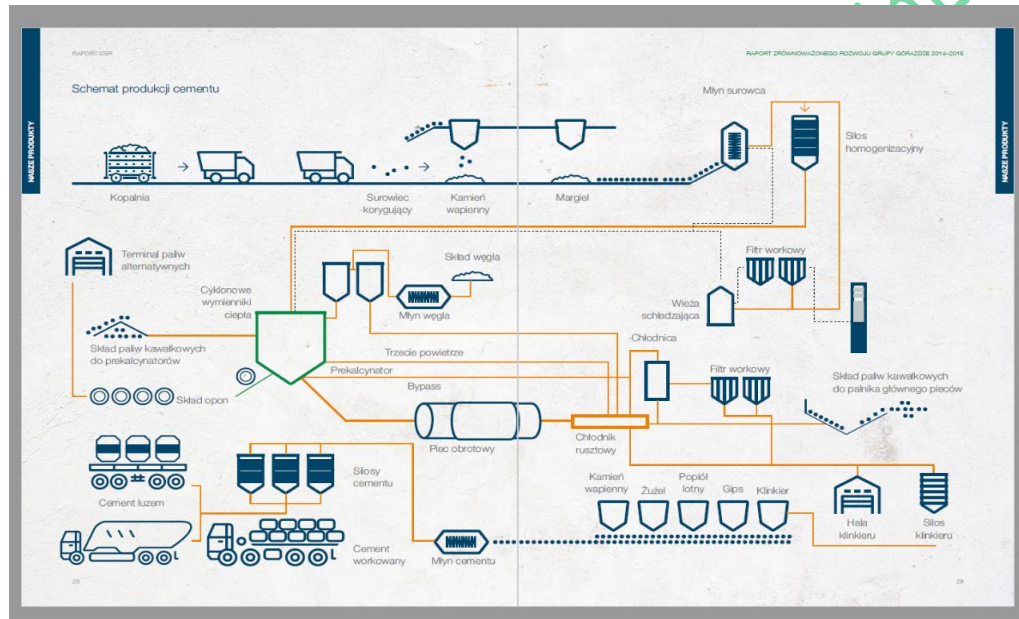 RAPORT CSR
RAPORT ZRÓWNOWAŻONEGO ROZWOJU GRUPY GÓRAŻDŻE 2014–2015
NASZE PRODUKTY
NASZE PRODUKTY
Schemat produkcji cementu
Młyn surowca
Silos
homogenizacyjny
Kopalnia
Surowiec
korygujący
Kamień
wapienny
Margiel
Terminal paliw
alternatywnych
Skład węgla
Filtr workowy
Cyklonowe
wymienniki
ciepła
Młyn węgla
Wieża
schładzająca
Skład paliw kawałkowych
do prekalcynatorów
Trzecie powietrze
Chłodnica
Prekalcynator
Filtr workowy
Skład paliw kawałkowych
do palnika głównego pieców
Bypass
Skład opon
Piec obrotowy
Chłodnik
rusztowy
Silosy
cementu
Kamień
wapienny
Żużel
Popiół
lotny
Gips
Klinkier
Cement luzem
Hala
klinkieru
Silos
klinkieru
Cement
workowany
Młyn cementu
28
29